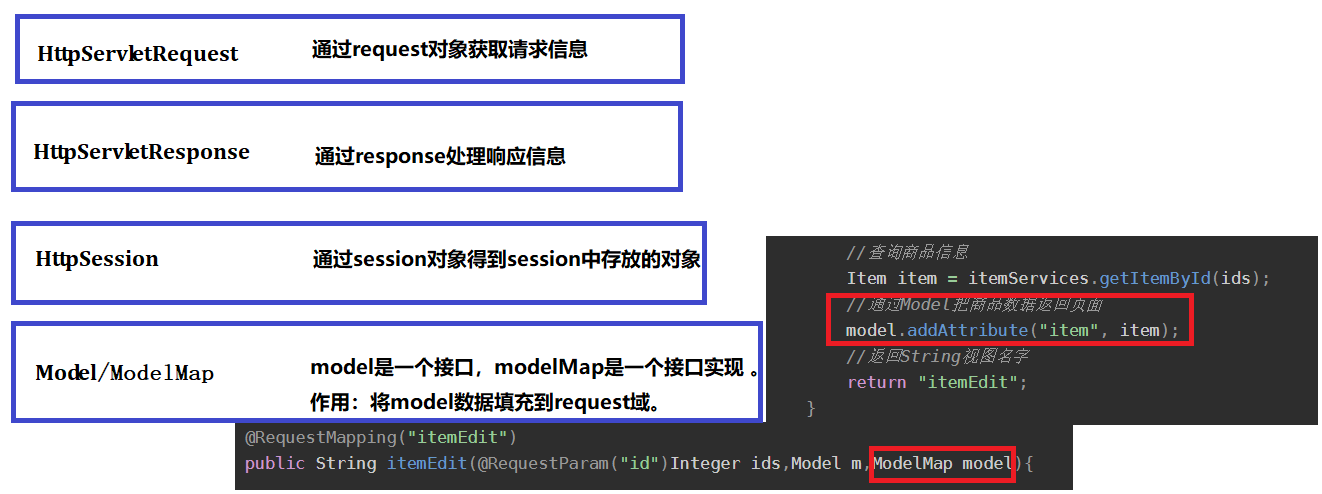 HttpServletRequest 通过request对象获取请求信息
HttpServletResponse 通过response处理响应信息
HttpSession 通过session对象得到session中存放的对象
Model/ModelMap model是一个接口，modelMap是一个接口实现 。
作用：将model数据填充到request域。
//查询商品信息
Item item = itemServices.getItemById(ids);
//通过Model把商品数据返回页面
model.addAttribute("item", item);
//返回String视图名字
return "itemEdit";
}
@RequestMapping("itemEdit")
public String itemEdit(@RequestParam("id")Integer ids,Model m,ModelMap model){